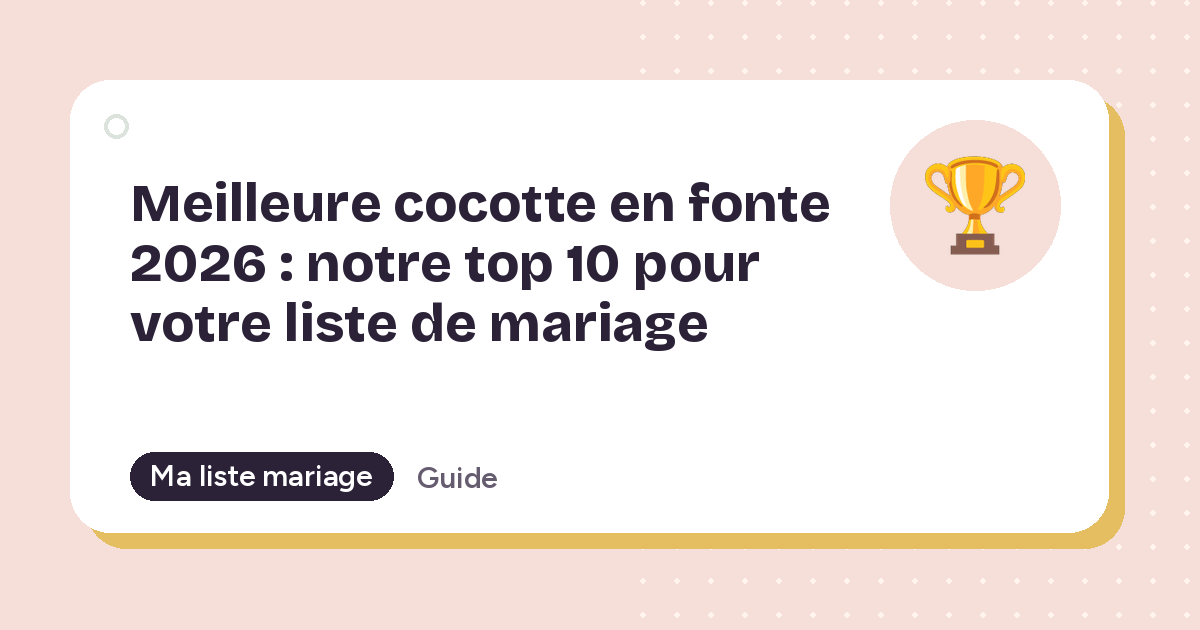 Meilleure cocotte en fonte
2026 : notre top 10 pour
votre liste de mariage
Ma liste mariage
Guide